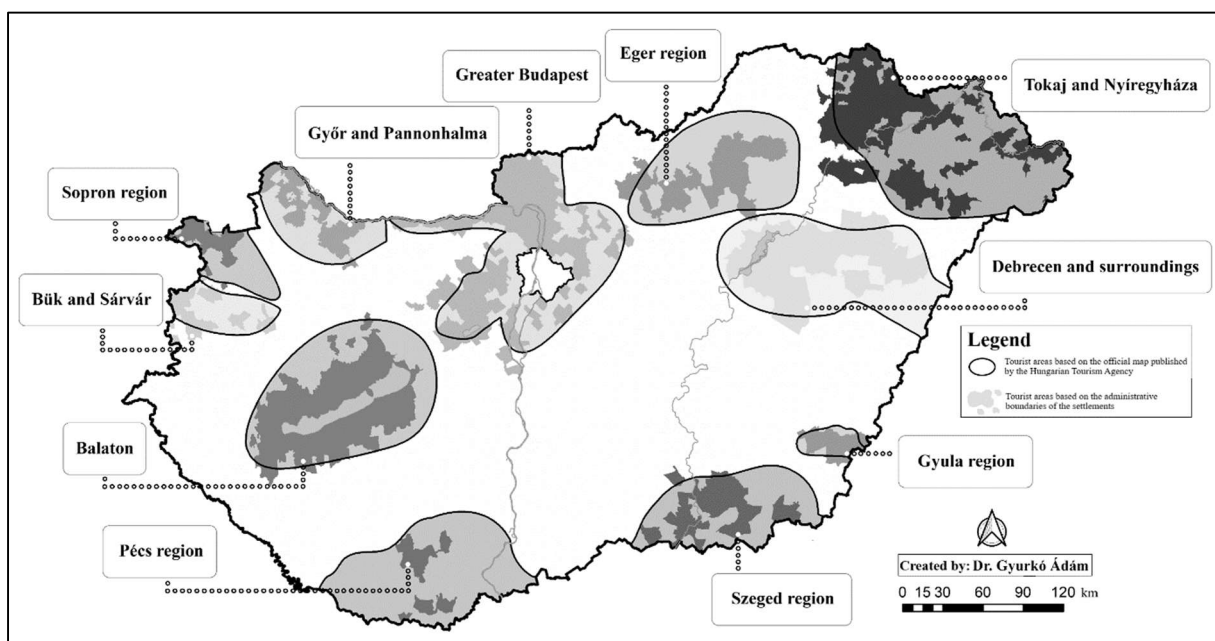 Eger region
Greater Budapest
Tokaj and Nyíregyháza
Győr and Pannonhalma
Sopron region
Debrecen and surroundings
Bük and Sárvár
Legend
Tourist areas based on the official map published
by the Hungarian Tourism Agency
Tourist areas based on the administrative
boundaries of the settlements
Balaton
Gyula region
Pécs region
Created by: Dr. Gyurkó Ádám
Szeged region
0 15 30 60 90 120 km